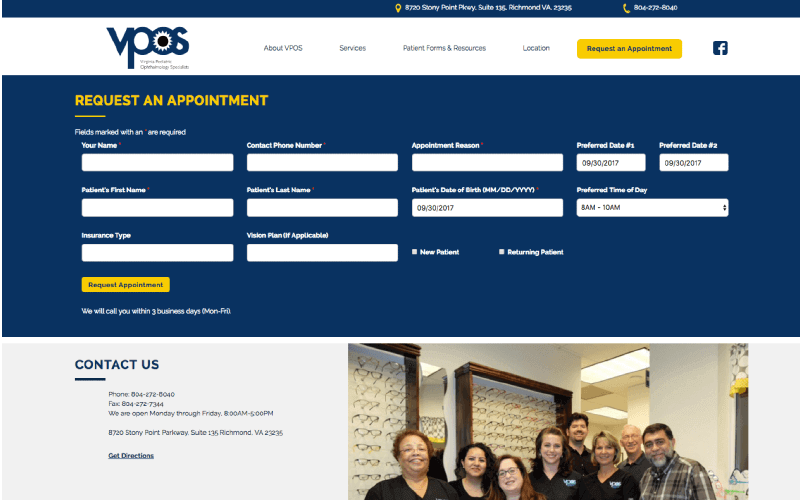 8720 Stony Point Pkwy, Suite 135, Richmond VA, 23235
804-272-8040
VPOS
Virginia Pediatric
Ophthalmology Specialists
About VPOS
Services
Patient Forms & Resources
Location
Request an Appointment
REQUEST AN APPOINTMENT
Fields marked with an * are required
Your Name *
Contact Phone Number *
Appointment Reason *
Preferred Date #1
Preferred Date #2
09/30/2017
09/30/2017
Patient's First Name *
Patient's Last Name *
Patient's Date of Birth (MM/DD/YYYY) *
Preferred Time of Day
09/30/2017
8AM - 10AM
Insurance Type
Vision Plan (If Applicable)
New Patient
Returning Patient
Request Appointment
We will call you within 3 business days (Mon-Fri).
CONTACT US
Phone: 804-272-8040
Fax: 804-272-7344
We are open Monday through Friday, 8:00AM-5:00PM
8720 Stony Point Parkway, Suite 135 Richmond, VA 23235
Get Directions
VPOS